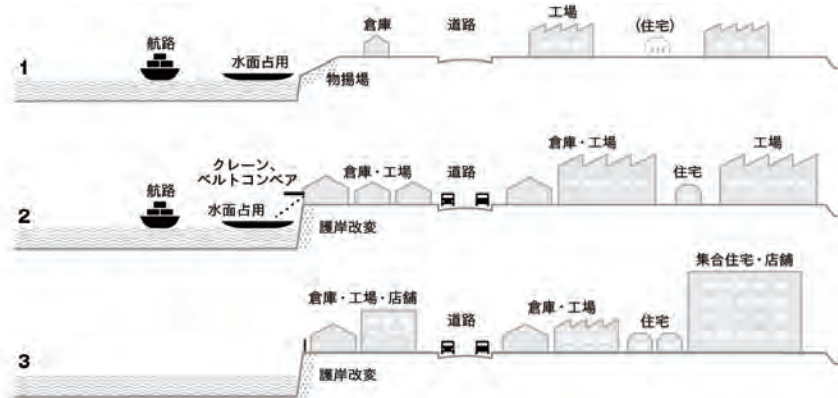 1
航路
水面占用
物揚場
倉庫
道路
工場
(住宅)
2
航路
クレーン、
ベルトコンベア
水面占用
護岸改変
倉庫・工場
道路
倉庫・工場
住宅
工場
3
護岸改変
倉庫・工場・店舗
道路
倉庫・工場
住宅
集合住宅・店舗